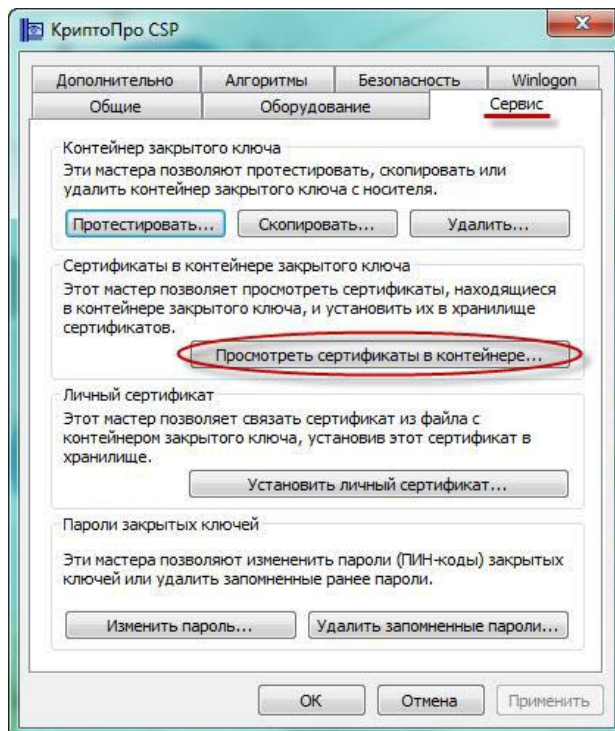 КриптоПро CSP
Дополнительно Алгоритмы Безопасность Winlogon
Общие Оборудование Сервис
Контейнер закрытого ключа
Эти мастера позволяют протестировать, скопировать или
удалить контейнер закрытого ключа с носителя.
Протестировать... Скопировать... Удалить...
Сертификаты в контейнере закрытого ключа
Этот мастер позволяет просмотреть сертификаты, находящиеся
в контейнере закрытого ключа, и установить их в хранилище
сертификатов.
Просмотреть сертификаты в контейнере...
Личный сертификат
Этот мастер позволяет связать сертификат из файла с
контейнером закрытого ключа, установив этот сертификат в
хранилище.
Установить личный сертификат...
Пароли закрытых ключей
Эти мастера позволяют измененить пароли (ПИН-коды) закрытых
ключей или удалить запомненные ранее пароли.
Изменить пароль... Удалить запомненные пароли...
ОК Отмена Применить